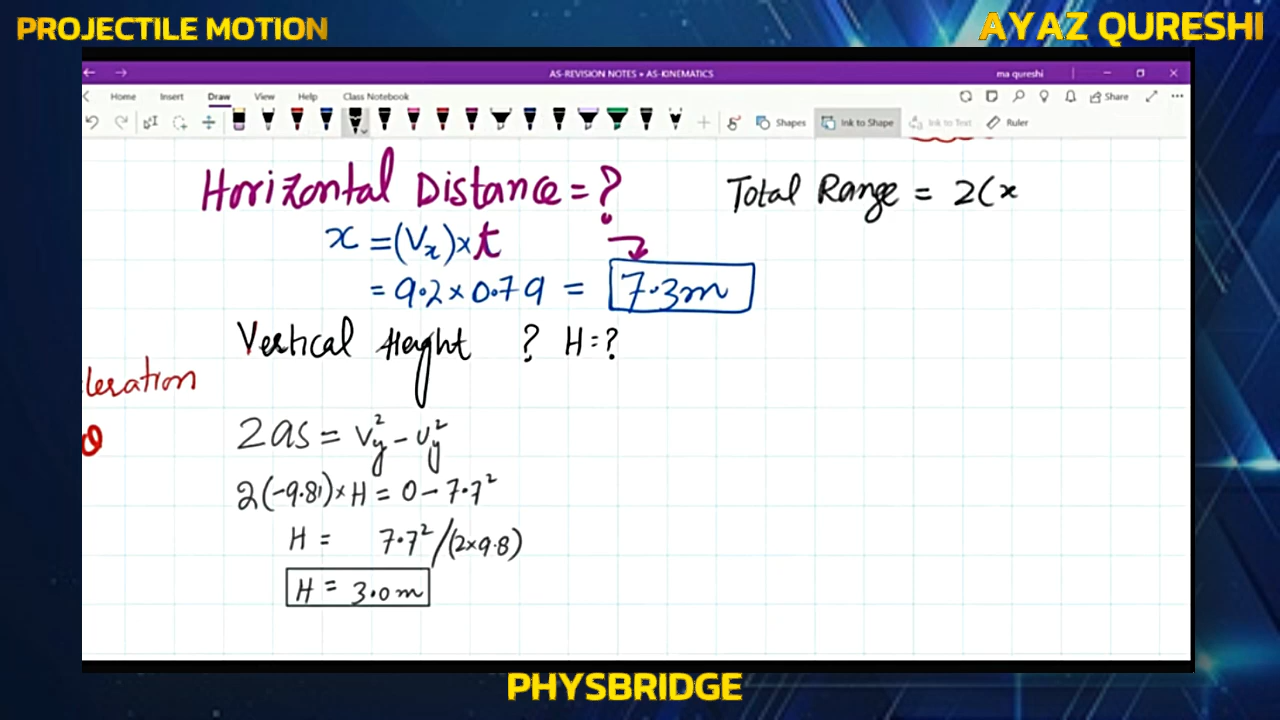 PROJECTILE MOTION
AYAZ QURESHI
AS-REVISION NOTES • AS-KINEMATICS
ma qureshi
Home Insert Draw View Help Class Notebook
Share
Shapes Ink to Shape Ink to Text Ruler
Horizontal Distance = ?
x = (Vx) × t
= 9.2 × 0.79 = 7.3m
Vertical Height ? H = ?
leration
2as = Vy² - Uy²
2(-9.81) × H = 0 - 7.7²
H = 7.7² / (2×9.8)
H = 3.0m
Total Range = 2(x
PHYSBRIDGE